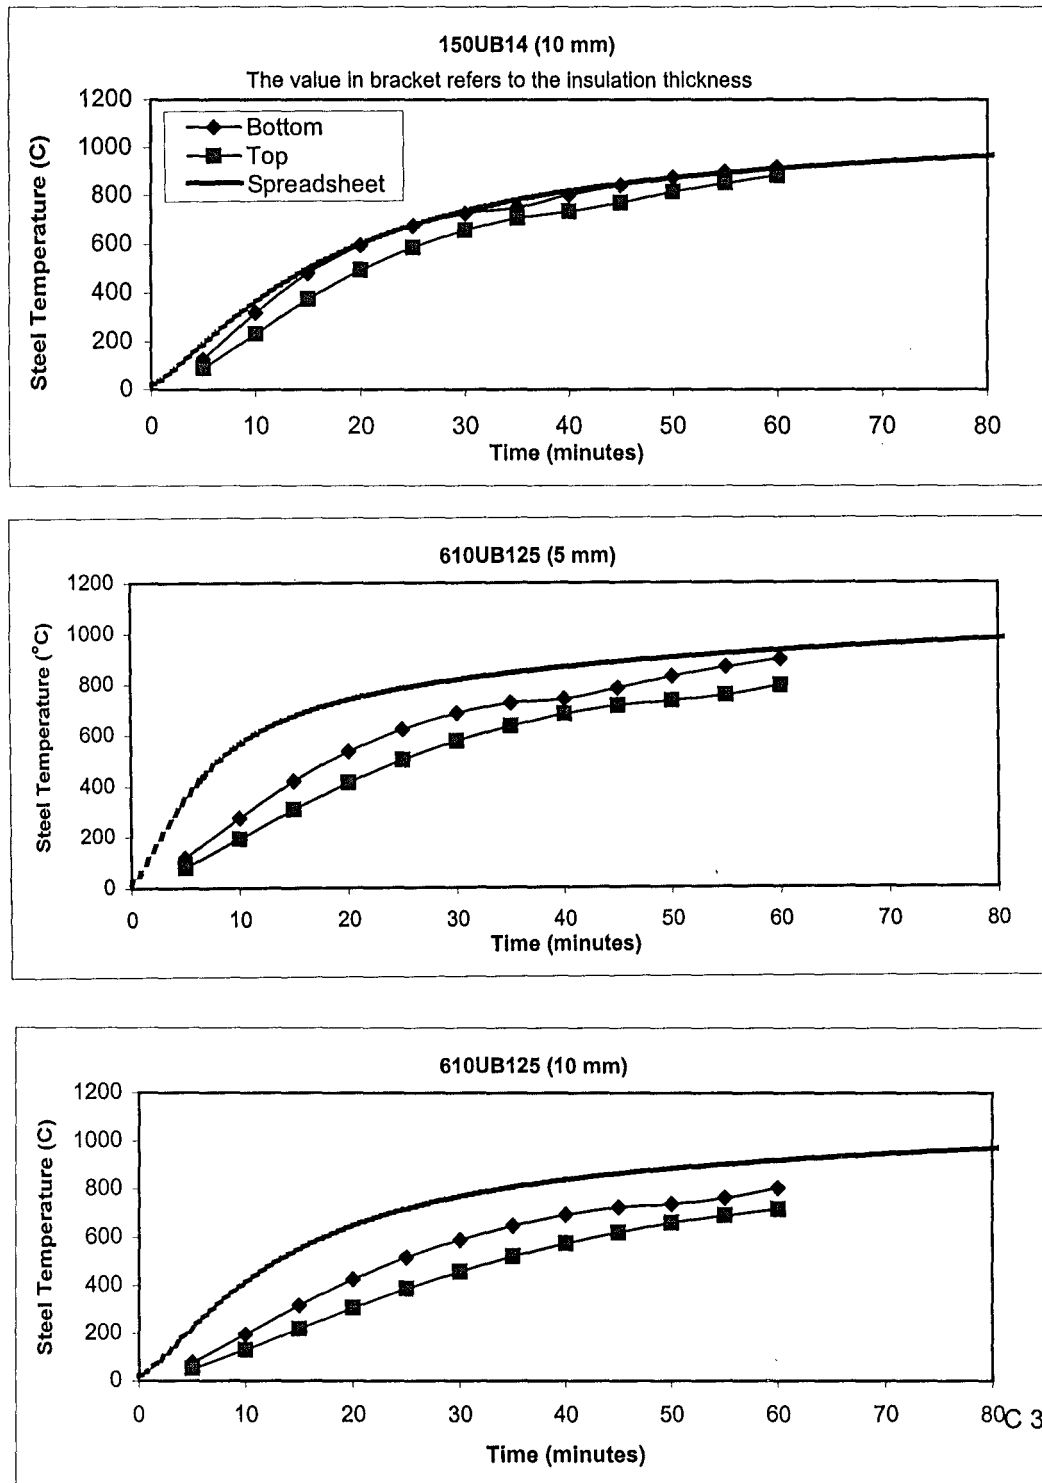 150UB14 (10 mm)
The value in bracket refers to the insulation thickness
1200
1000
800
600
400
200
0
Steel Temperature (C)
Bottom
Top
Spreadsheet
0 10 20 30 40 50 60 70 80
Time (minutes)
610UB125 (5 mm)
1200
1000
800
600
400
200
0
Steel Temperature (°C)
0 10 20 30 40 50 60 70 80
Time (minutes)
610UB125 (10 mm)
1200
1000
800
600
400
200
0
Steel Temperature (C)
0 10 20 30 40 50 60 70 80
C 3
Time (minutes)